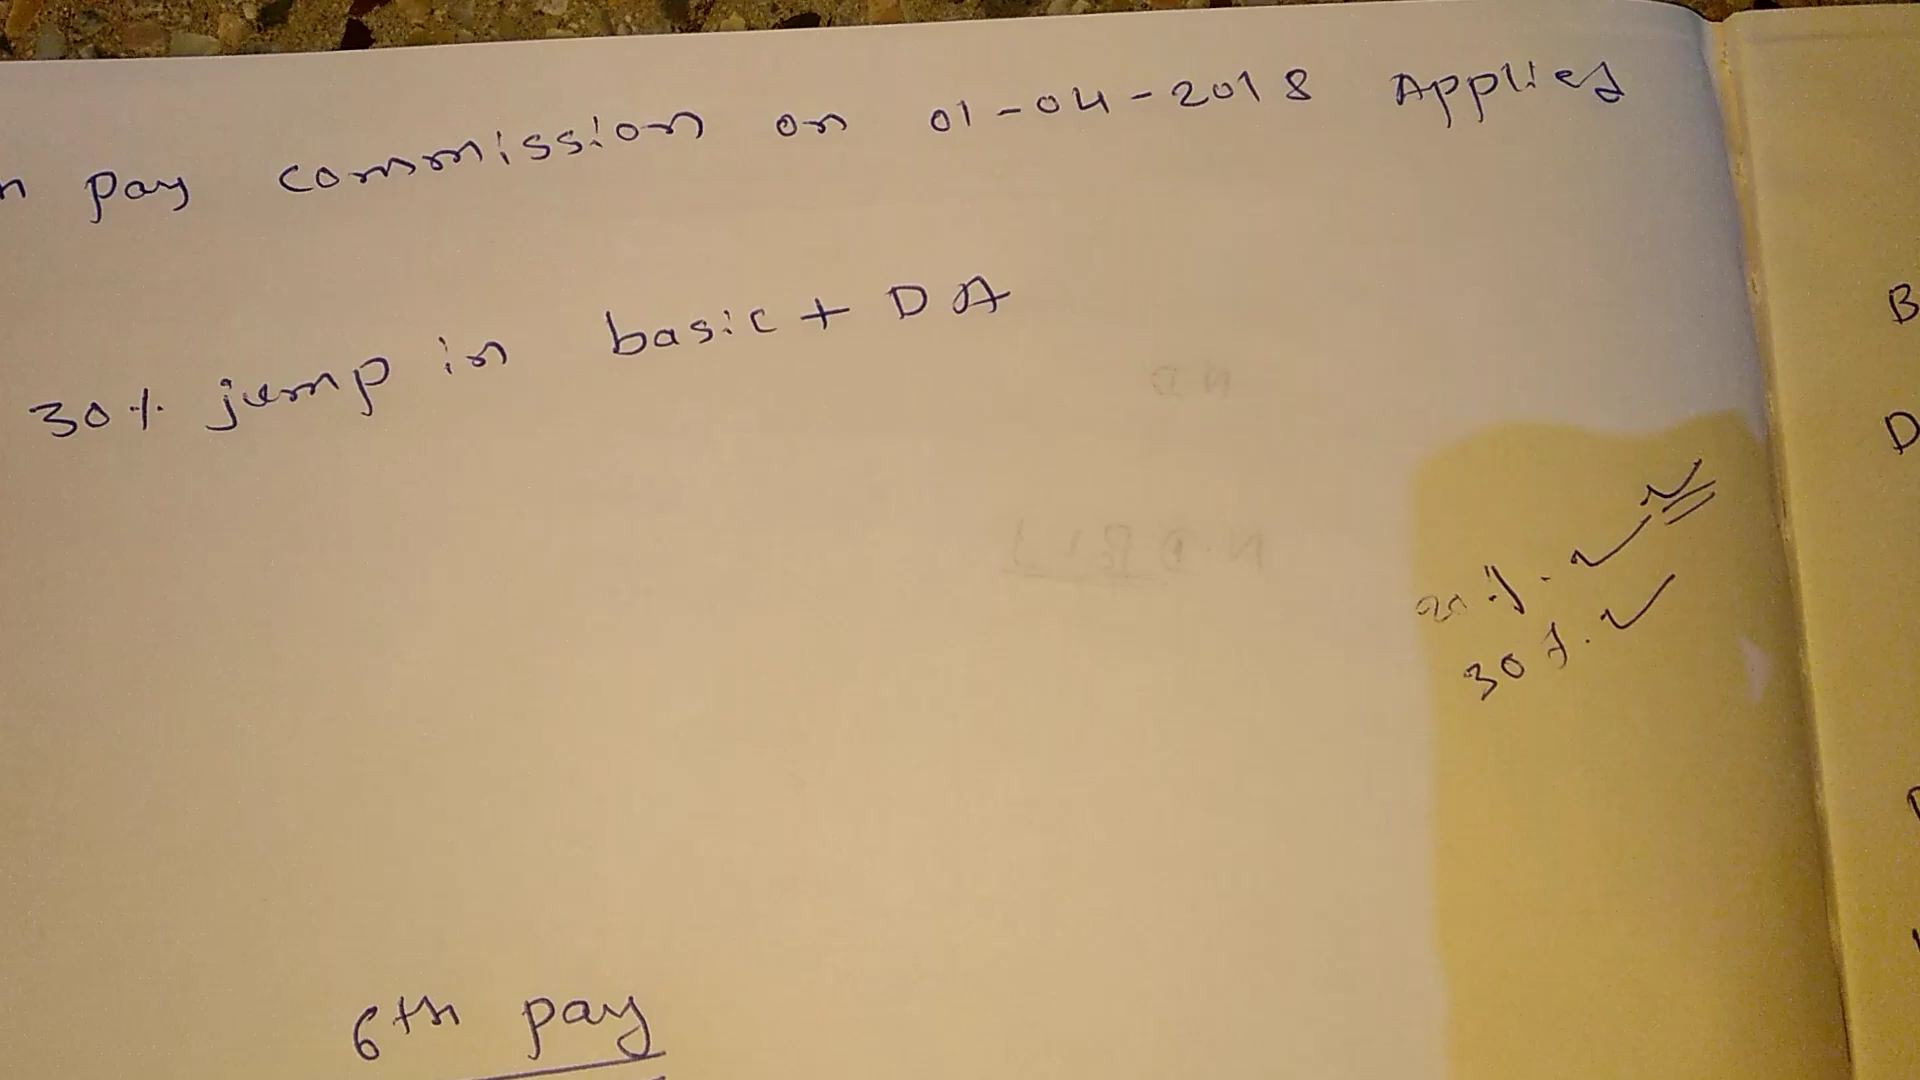 pay commission on 01-04-2018 Applied
30% jump in basic + DA
20%.
30%.
6th pay
B
D